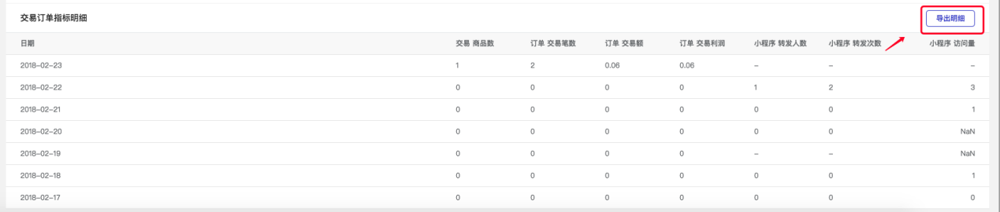 交易订单指标明细 导出明细
日期 交易 商品数 订单 交易笔数 订单 交易额 订单 交易利润 小程序 转发人数 小程序 转发次数 小程序 访问量
2018-02-23 1 2 0.06 0.06 - - -
2018-02-22 0 0 0 0 1 2 3
2018-02-21 0 0 0 0 0 0 1
2018-02-20 0 0 0 0 0 0 NaN
2018-02-19 0 0 0 0 - - NaN
2018-02-18 0 0 0 0 0 0 1
2018-02-17 0 0 0 0 0 0 0